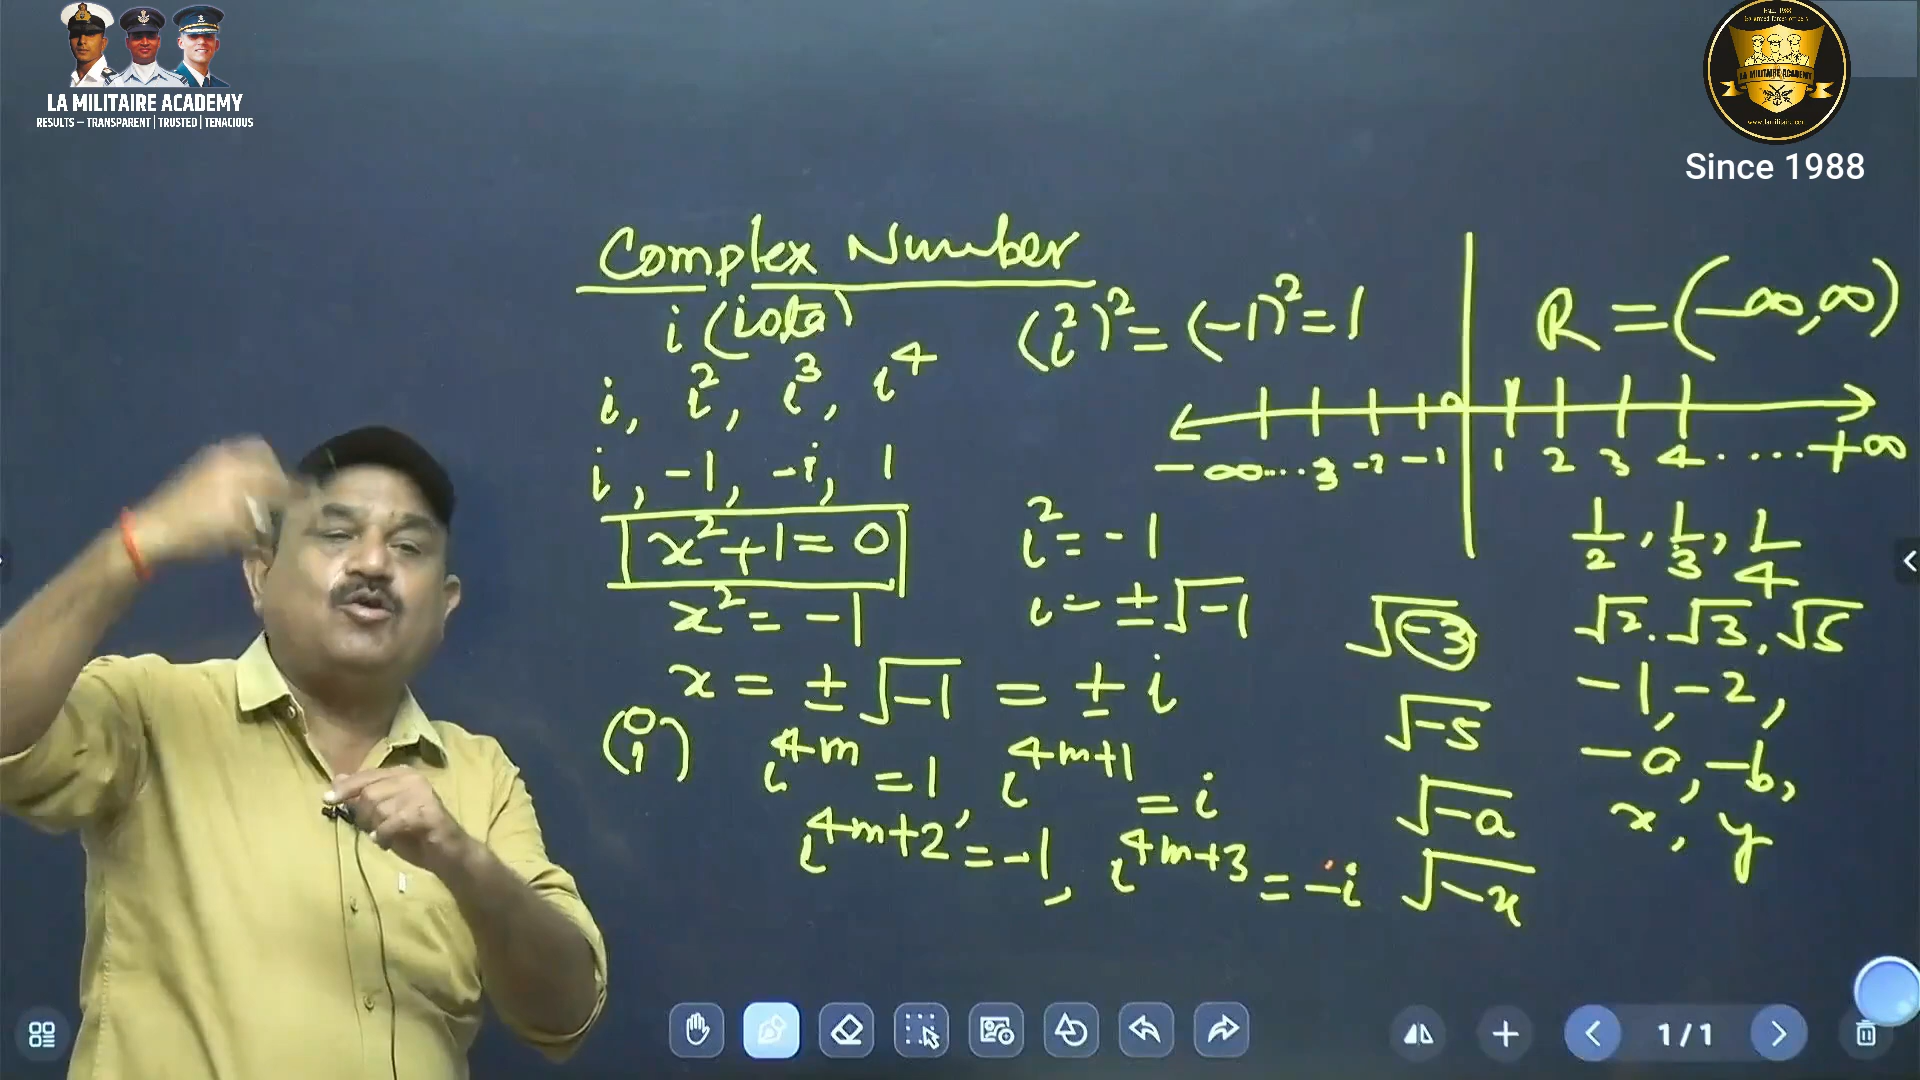 LA MILITAIRE ACADEMY
RESULTS – TRANSPARENT | TRUSTED | TENACIOUS
LA MILITAIRE ACADEMY
Since 1988
Complex Number
i (iota)
(i²)² = (-1)² = 1
i, i², i³, i⁴
i, -1, -i, 1
x² + 1 = 0
x² = -1
x = ± √-1 = ± i
i² = -1
i = ± √-1
(i) i^4m = 1, i^4m+1 = i
i^4m+2 = -1, i^4m+3 = -i
R = (-∞, ∞)
0
-∞ ... 3 -2 -1 1 2 3 4 ..... +∞
1/2, 1/3, 1/4
√2. √3, √5
-1, -2,
-a, -b,
x, y
√-3
√-5
√-a
√-x
1/1